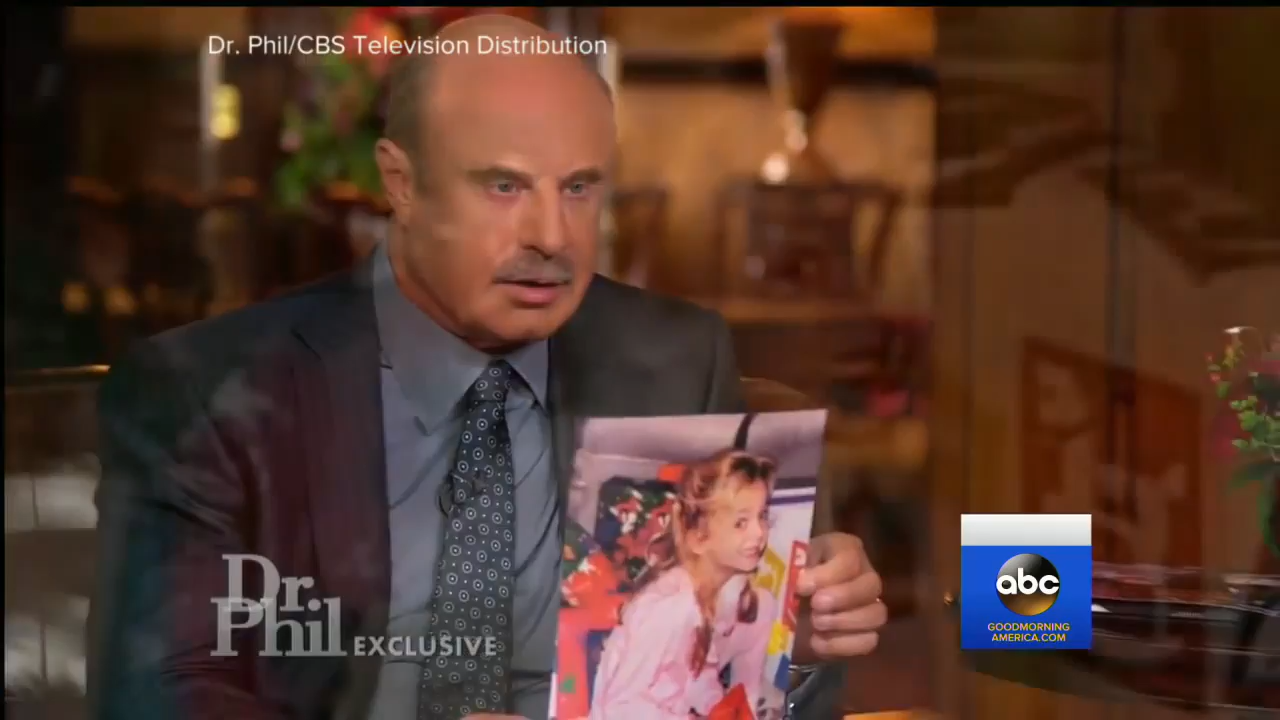 Dr. Phil/CBS Television Distribution
Dr.
Phil EXCLUSIVE
abc
GOODMORNING
AMERICA.COM